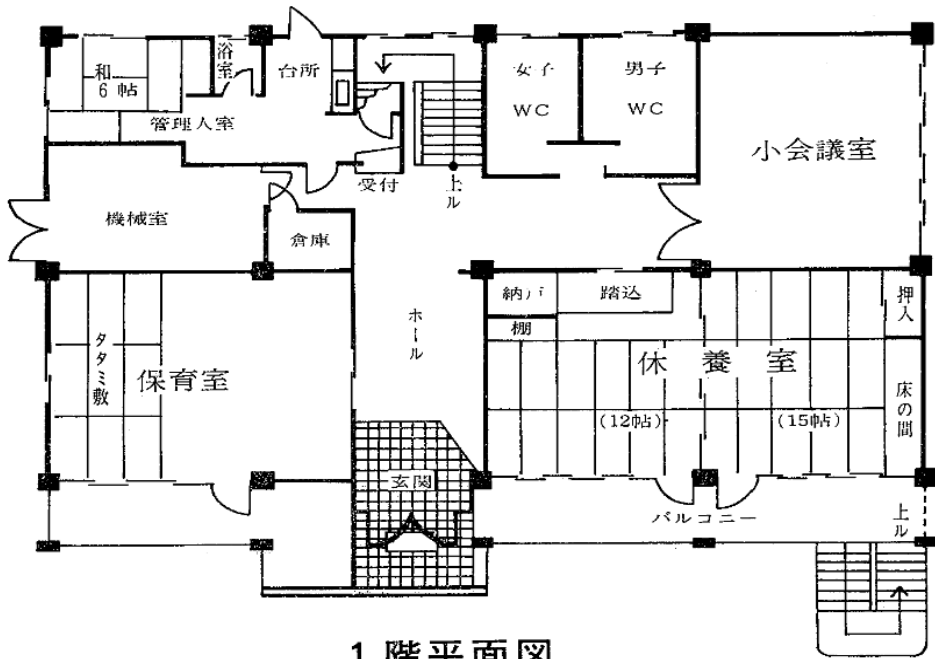 和
6 帖
浴室
台所
女子
WC
男子
WC
管理人室
小会議室
受付
上ル
機械室
倉庫
納戸
踏込
押入
棚
ホール
タタミ敷
保育室
休養室
床の間
(12帖)
(15帖)
玄関
バルコニー
上ル
1階平面図